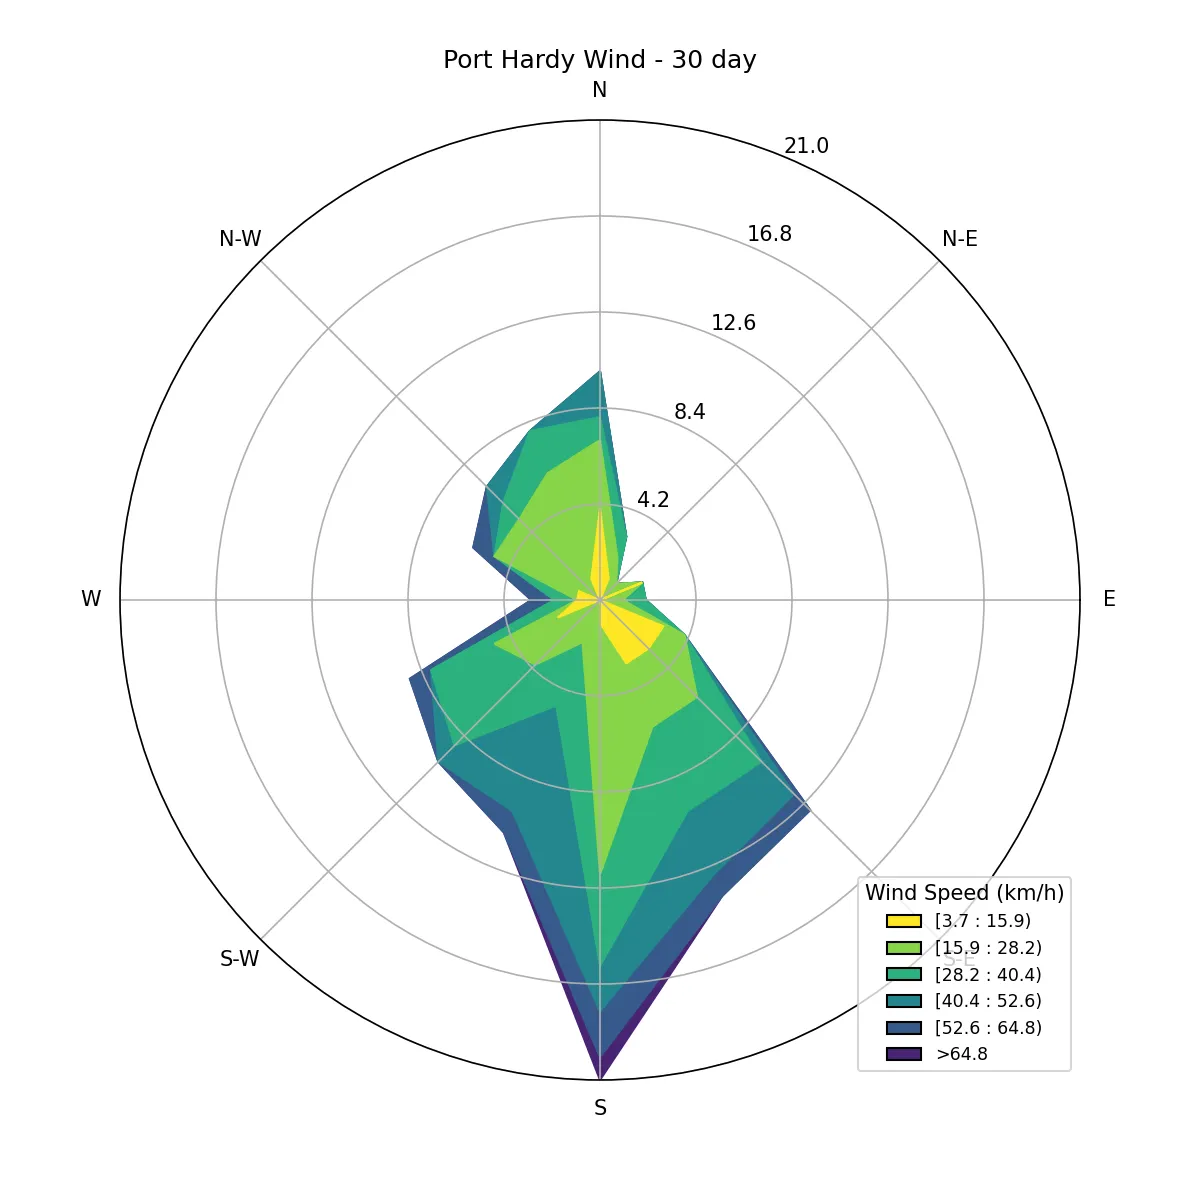 Port Hardy Wind - 30 day
N
21.0
N-W
16.8
N-E
12.6
8.4
4.2
W
E
S-W
S-E
S
Wind Speed (km/h)
[3.7 : 15.9)
[15.9 : 28.2)
[28.2 : 40.4)
[40.4 : 52.6)
[52.6 : 64.8)
>64.8